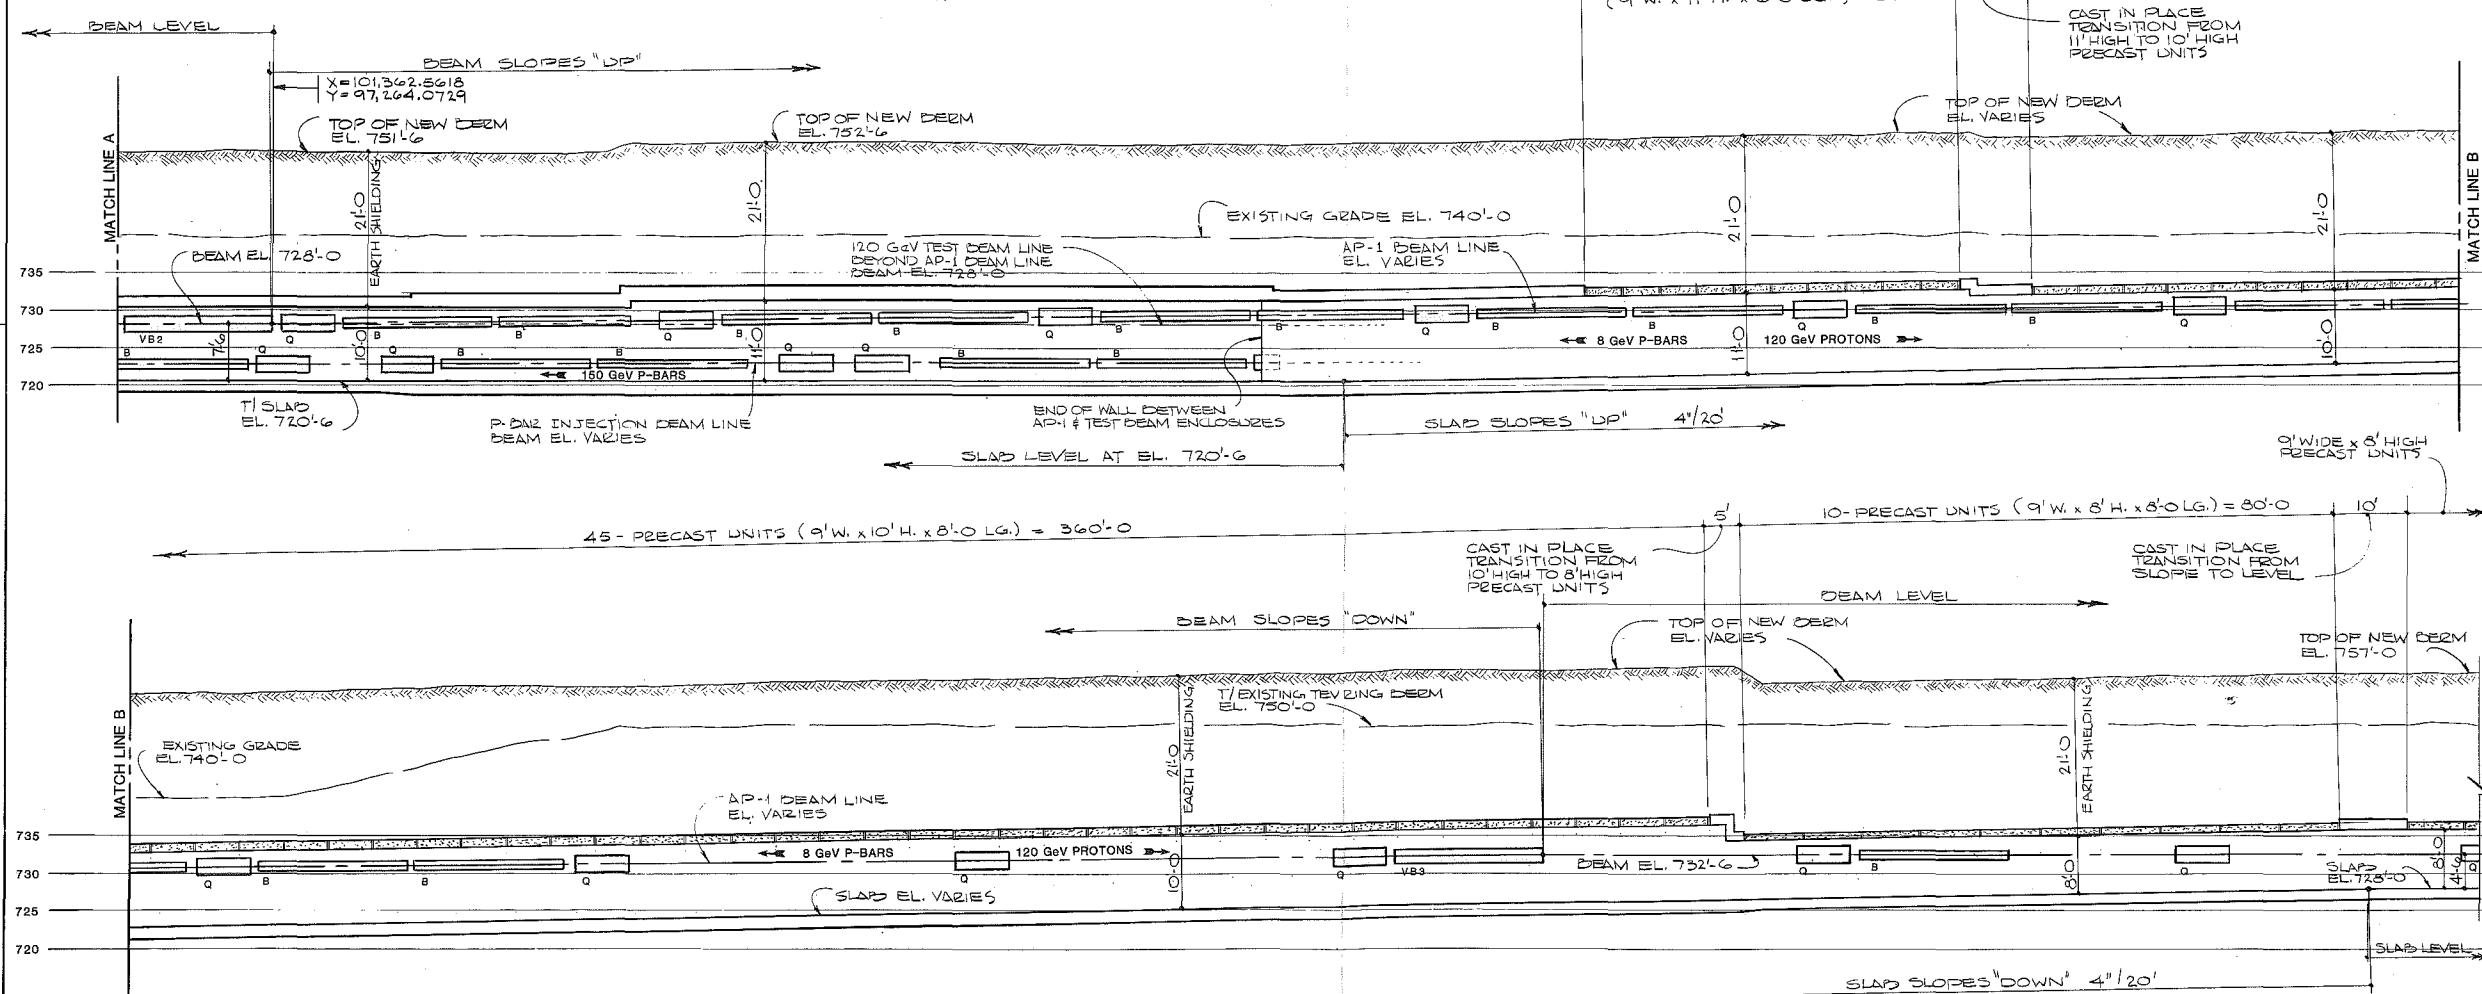 BEAM LEVEL
BEAM SLOPES "UP"
X=101,362.5618
Y=97,264.0729
TOP OF NEW BERM
EL. 751'-6
TOP OF NEW BERM
EL. 752'-6
CAST IN PLACE
TRANSITION FROM
11' HIGH TO 10' HIGH
PRECAST UNITS
TOP OF NEW BERM
EL. VARIES
MATCH LINE A
21'-0
EARTH SHIELDING
21'-0.
21'-0
21'-0
MATCH LINE B
EXISTING GRADE EL. 740'-0
BEAM EL. 728'-0
120 GeV TEST BEAM LINE
BEYOND AP-1 BEAM LINE
BEAM EL. 728'-0
AP-1 BEAM LINE
EL. VARIES
735
730
725
720
VB2
Q
B
B
Q
B
B
Q
B
B
Q
B
B
Q
B
B
Q
7'-6
10'-0
11'-0
11'-0
10'-0
8 GeV P-BARS
120 GeV PROTONS
B
Q
Q
B
B
Q
Q
B
B
150 GeV P-BARS
T/ SLAB
EL. 720'-6
P-BAR INJECTION BEAM LINE
BEAM EL. VARIES
END OF WALL BETWEEN
AP-1 & TEST BEAM ENCLOSURES
SLAB SLOPES "UP" 4"/20'
SLAB LEVEL AT EL. 720'-6
9' WIDE x 8' HIGH
PRECAST UNITS
45 - PRECAST UNITS (9' W. x 10' H. x 8'-0 LG.) = 360'-0
5'
10- PRECAST UNITS (9' W. x 8' H. x 8'-0 LG.) = 80'-0
10'
CAST IN PLACE
TRANSITION FROM
10' HIGH TO 8' HIGH
PRECAST UNITS
CAST IN PLACE
TRANSITION FROM
SLOPE TO LEVEL
BEAM SLOPES "DOWN"
BEAM LEVEL
TOP OF NEW BERM
EL. VARIES
TOP OF NEW BERM
EL. 757'-0
T/ EXISTING TEV RING BERM
EL. 750'-0
MATCH LINE B
EXISTING GRADE
EL. 740'-0
21'-0
EARTH SHIELDING
21'-0
EARTH SHIELDING
AP-1 BEAM LINE
EL. VARIES
735
730
725
720
8 GeV P-BARS
120 GeV PROTONS
Q
B
B
Q
Q
Q
VB3
BEAM EL. 732'-6
Q
B
Q
Q
10'-0
8'-0
8'-0
4'-6
SLAB
EL. 728'-0
SLAB EL. VARIES
SLAB LEVEL
SLAB SLOPES "DOWN" 4"/20'